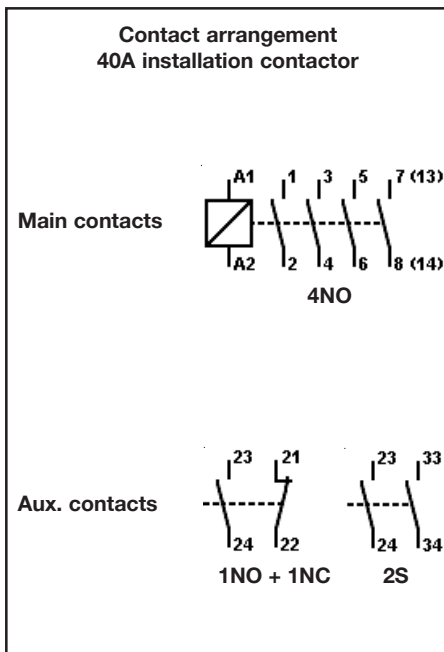 Contact arrangement
40A installation contactor
A1 1 3 5 7 (13)
Main contacts
A2 2 4 6 8 (14)
4NO
23 21 23 33
Aux. contacts
24 22 24 34
1NO + 1NC 2S